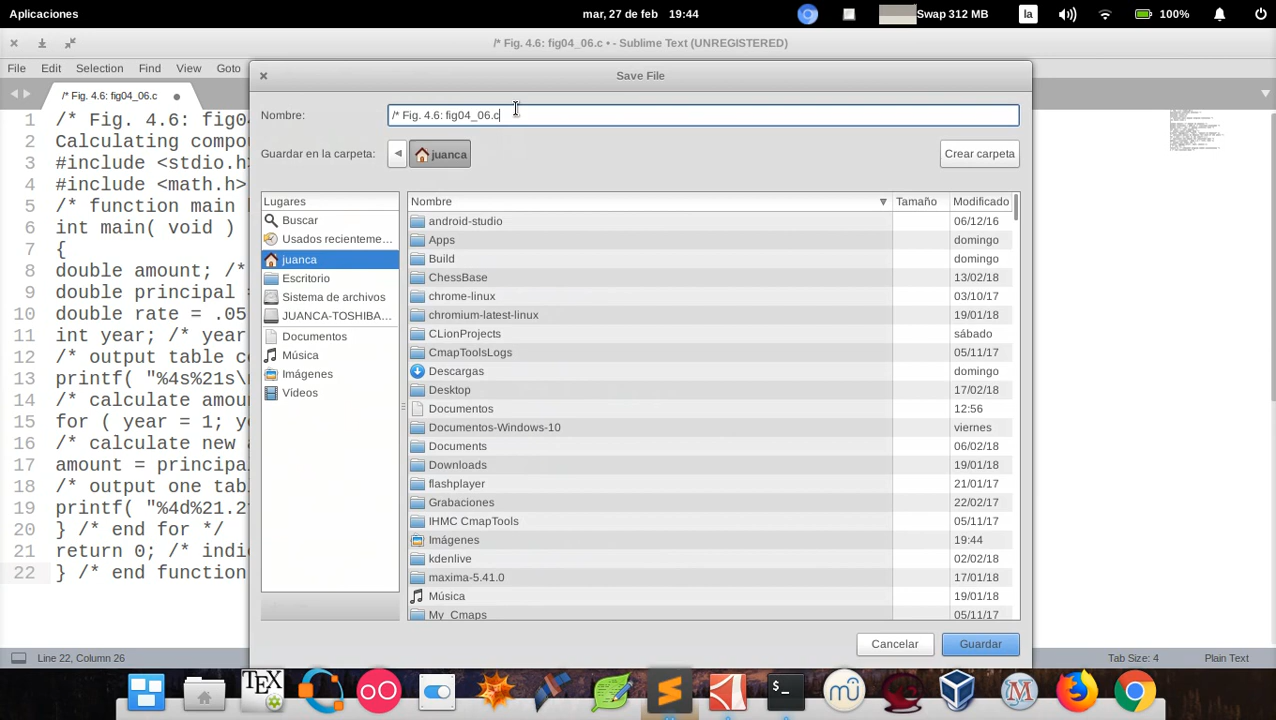 Aplicaciones
mar, 27 de feb 19:44
Swap 312 MB
la
100%
/* Fig. 4.6: fig04_06.c • - Sublime Text (UNREGISTERED)
File Edit Selection Find View Goto
/* Fig. 4.6: fig04_06.c
1 /* Fig. 4.6: fig0
2 Calculating compo
3 #include <stdio.h
4 #include <math.h>
5 /* function main
6 int main( void )
7 {
8 double amount; /*
9 double principal
10 double rate = .05
11 int year; /* year
12 /* output table co
13 printf( "%4s%21s\
14 /* calculate amou
15 for ( year = 1; y
16 /* calculate new a
17 amount = principa
18 /* output one tab
19 printf( "%4d%21.2
20 } /* end for */
21 return 0; /* indi
22 } /* end function
Save File
Nombre:
/* Fig. 4.6: fig04_06.c
Guardar en la carpeta:
juanca
Crear carpeta
Lugares
Buscar
Usados recienteme...
juanca
Escritorio
Sistema de archivos
JUANCA-TOSHIBA...
Documentos
Música
Imágenes
Vídeos
Nombre Tamaño Modificado
android-studio 06/12/16
Apps domingo
Build domingo
ChessBase 13/02/18
chrome-linux 03/10/17
chromium-latest-linux 19/01/18
CLionProjects sábado
CmapToolsLogs 05/11/17
Descargas domingo
Desktop 17/02/18
Documentos 12:56
Documentos-Windows-10 viernes
Documents 06/02/18
Downloads 19/01/18
flashplayer 21/01/17
Grabaciones 22/02/17
IHMC CmapTools 05/11/17
Imágenes 19:44
kdenlive 02/02/18
maxima-5.41.0 17/01/18
Música 19/01/18
My_Cmaps 05/11/17
Cancelar
Guardar
Line 22, Column 26
Tab Size: 4
Plain Text
TEX